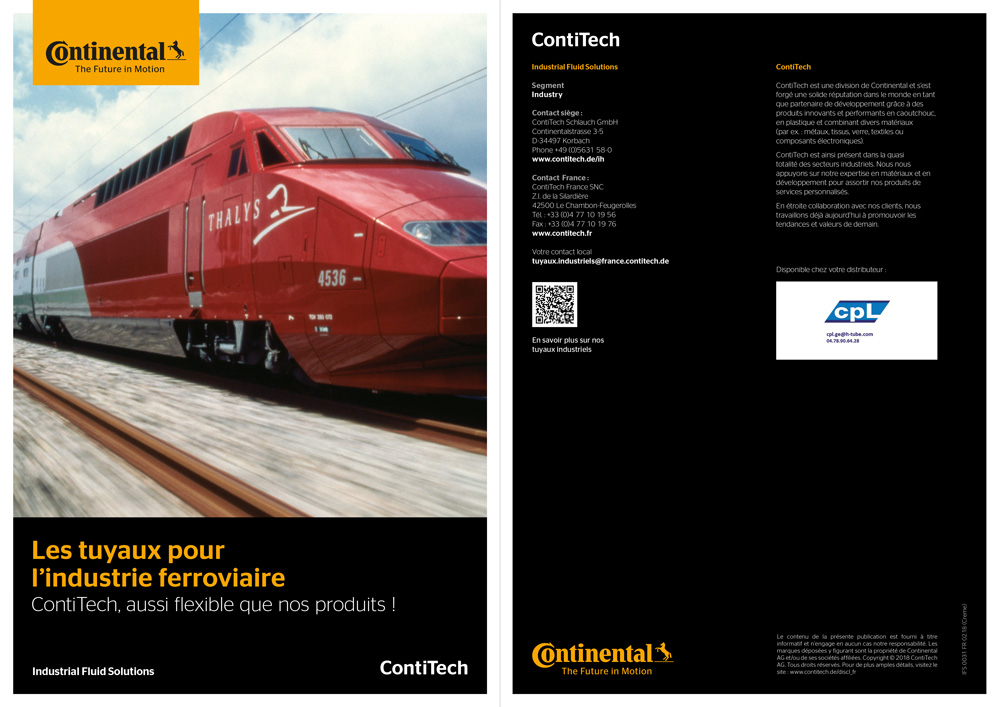 Continental
The Future in Motion
THALYS
4536
Les tuyaux pour
l'industrie ferroviaire
ContiTech, aussi flexible que nos produits !
Industrial Fluid Solutions
ContiTech
ContiTech
Industrial Fluid Solutions
Segment
Industry
Contact siège :
ContiTech Schlauch GmbH
Continentalstrasse 3-5
D-34497 Korbach
Phone +49 (0)5631 58-0
www.contitech.de/ih
Contact France :
ContiTech France SNC
Z.I. de la Silardière
42500 Le Chambon-Feugerolles
Tél. : +33 (0)4 77 10 19 56
Fax : +33 (0)4 77 10 19 76
www.contitech.fr
Votre contact local
tuyaux.industriels@france.contitech.de
En savoir plus sur nos
tuyaux industriels
ContiTech
ContiTech est une division de Continental et s'est
forgé une solide réputation dans le monde en tant
que partenaire de développement grâce à des
produits innovants et performants en caoutchouc,
en plastique et combinant divers matériaux
(par ex. : métaux, tissus, verre, textiles ou
composants électroniques).
ContiTech est ainsi présent dans la quasi
totalité des secteurs industriels. Nous nous
appuyons sur notre expertise en matériaux et en
développement pour assortir nos produits de
services personnalisés.
En étroite collaboration avec nos clients, nous
travaillons déjà aujourd'hui à promouvoir les
tendances et valeurs de demain.
Disponible chez votre distributeur :
cpL
cpl.ge@h-tube.com
04.78.90.64.28
Continental
The Future in Motion
Le contenu de la présente publication est fourni à titre
informatif et n'engage en aucun cas notre responsabilité. Les
marques déposées y figurant sont la propriété de Continental
AG et/ou de ses sociétés affiliées. Copyright © 2018 ContiTech
AG. Tous droits réservés. Pour de plus amples détails, visitez le
site : www.contitech.de/discl_fr
IFS 0031 FR 02.18 (Creme)